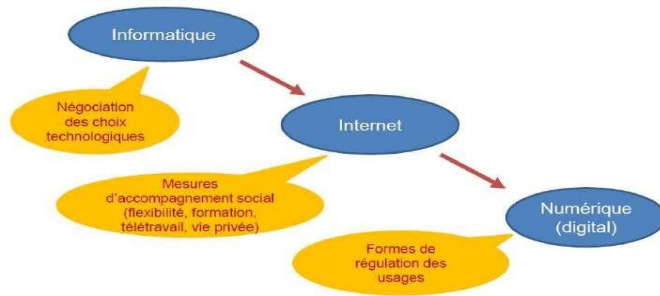 Informatique
Négociation
des choix
technologiques
Internet
Mesures
d'accompagnement social
(flexibilité, formation,
télétravail, vie privée)
Numérique
(digital)
Formes de
régulation des
usages